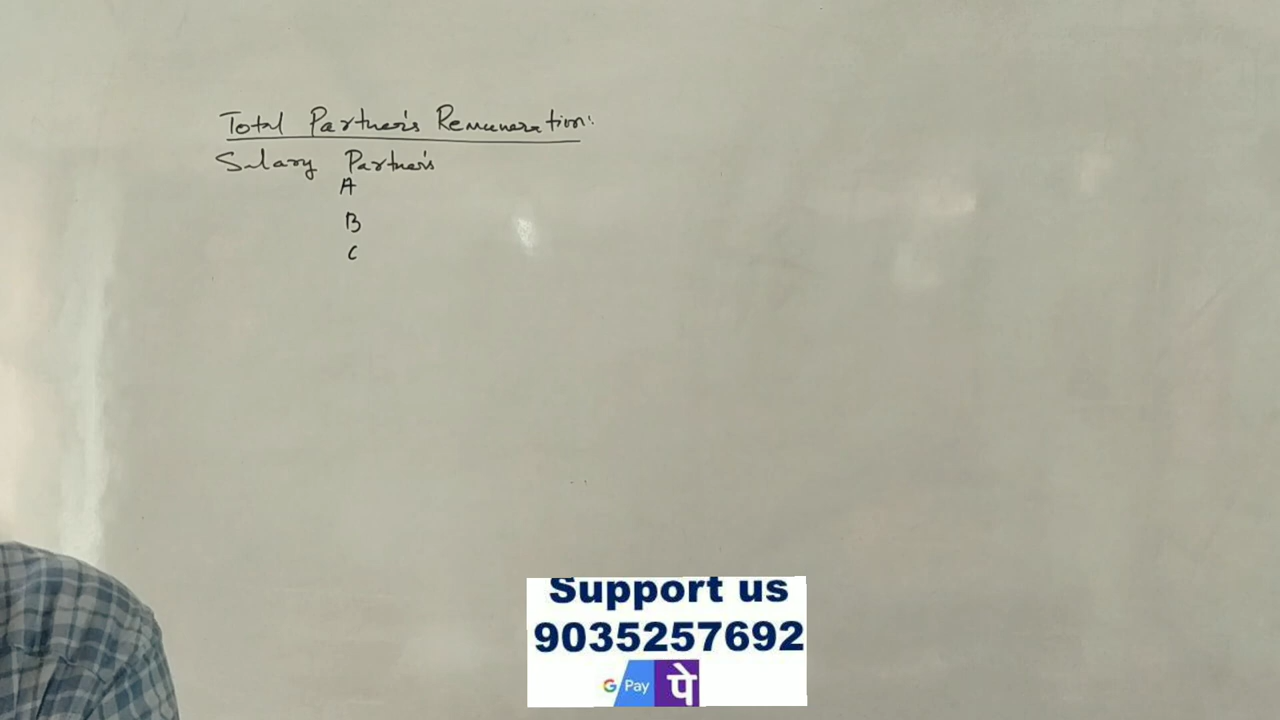 Total Partner's Remuneration:
Salary Partner's
A
B
C
Support us
9035257692
G Pay पे